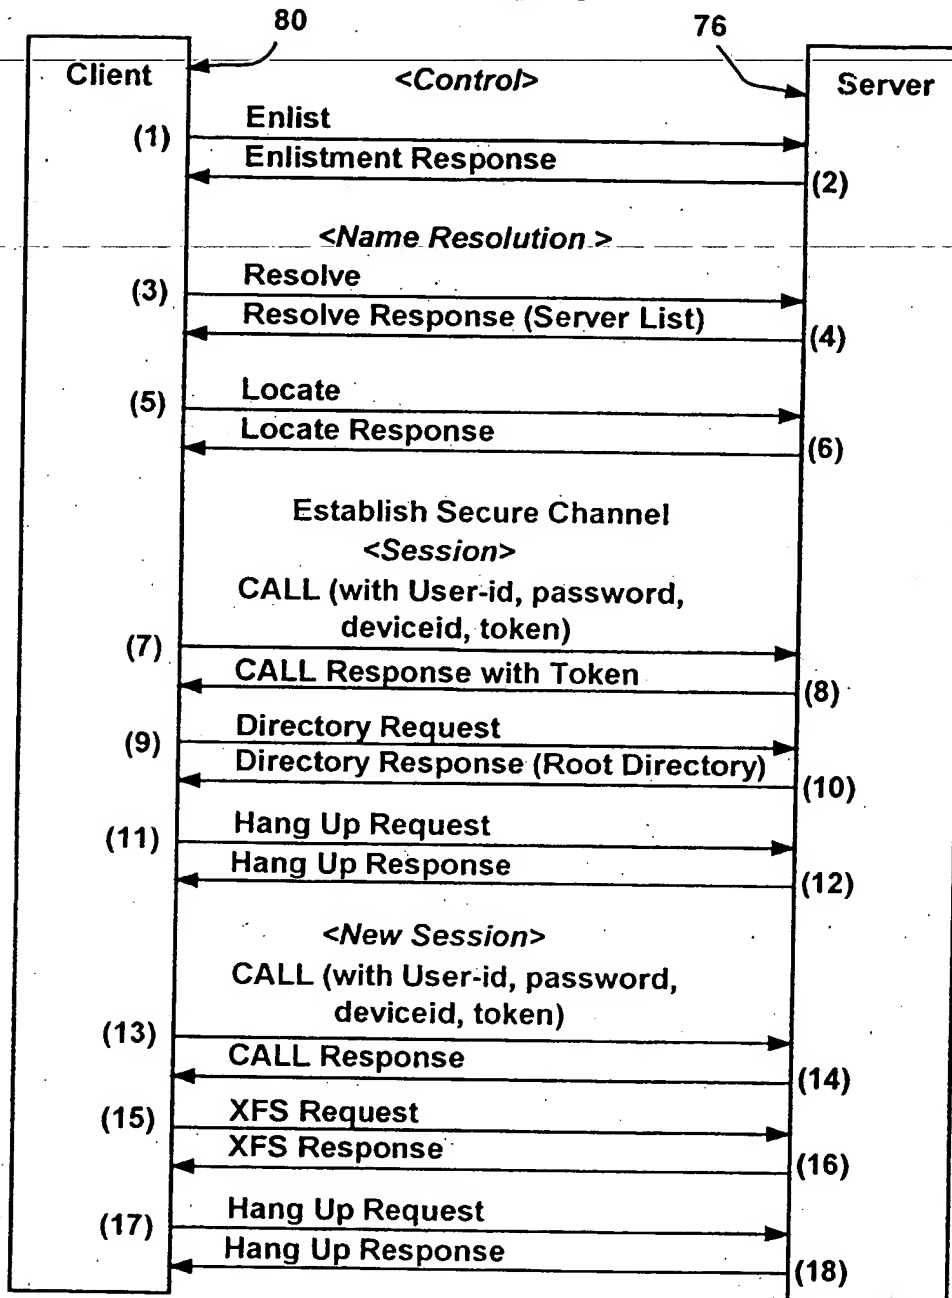 80
76
Client
<Control>
Server
Enlist
(1)
Enlistment Response
(2)
<Name Resolution >
Resolve
(3)
Resolve Response (Server List)
(4)
Locate
(5)
Locate Response
(6)
Establish Secure Channel
<Session>
CALL (with User-id, password,
deviceid, token)
(7)
CALL Response with Token
(8)
Directory Request
(9)
Directory Response (Root Directory)
(10)
Hang Up Request
(11)
Hang Up Response
(12)
<New Session>
CALL (with User-id, password,
deviceid, token)
(13)
CALL Response
(14)
XFS Request
(15)
XFS Response
(16)
Hang Up Request
(17)
Hang Up Response
(18)